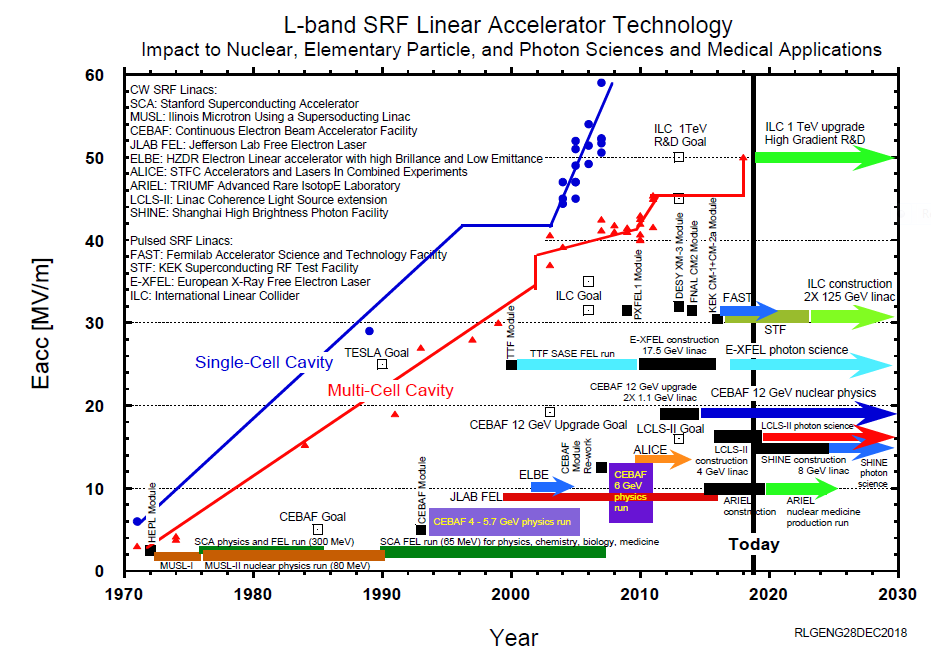 L-band SRF Linear Accelerator Technology
Impact to Nuclear, Elementary Particle, and Photon Sciences and Medical Applications
60
50
40
30
20
10
0
Eacc [MV/m]
CW SRF Linacs:
SCA: Stanford Superconducting Accelerator
MUSL: Ilinois Microtron Using a Supersoducting Linac
CEBAF: Continuous Electron Beam Accelerator Facility
JLAB FEL: Jefferson Lab Free Electron Laser
ELBE: HZDR Electron Linear accelerator with high Brillance and Low Emittance
ALICE: STFC Accelerators and Lasers In Combined Experiments
ARIEL: TRIUMF Advanced Rare IsotopE Laboratory
LCLS-II: Linac Coherence Light Source extension
SHINE: Shanghai High Brightness Photon Facility
Pulsed SRF Linacs:
FAST: Fermilab Accelerator Science and Technology Facility
STF: KEK Superconducting RF Test Facility
E-XFEL: European X-Ray Free Electron Laser
ILC: International Linear Collider
ILC 1TeV
R&D Goal
ILC 1 TeV upgrade
High Gradient R&D
ILC Goal
PXFEL1 Module
DESY XM-3 Module
FNAL CM2 Module
KEK CM-1+CM-2a Module
FAST
STF
ILC construction
2X 125 GeV linac
Single-Cell Cavity
TESLA Goal
Multi-Cell Cavity
TTF Module
TTF SASE FEL run
E-XFEL construction
17.5 GeV linac
E-XFEL photon science
CEBAF 12 GeV upgrade
2X 1.1 GeV linac
CEBAF 12 GeV nuclear physics
CEBAF 12 GeV Upgrade Goal
LCLS-II Goal
LCLS-II photon science
LCLS-II
construction
4 GeV linac
SHINE construction
8 GeV linac
SHINE
photon
science
ALICE
CEBAF
Module
Re-work
ELBE
CEBAF
6 GeV
physics
run
JLAB FEL
ARIEL
construction
ARIEL
nuclear medicine
production run
HEPL Module
CEBAF Goal
CEBAF Module
CEBAF 4 - 5.7 GeV physics run
SCA physics and FEL run (300 MeV)
SCA FEL run (65 MeV) for physics, chemistry, biology, medicine
MUSL-I
MUSL-II nuclear physics run (80 MeV)
Today
1970
1980
1990
2000
2010
2020
2030
Year
RLGENG28DEC2018